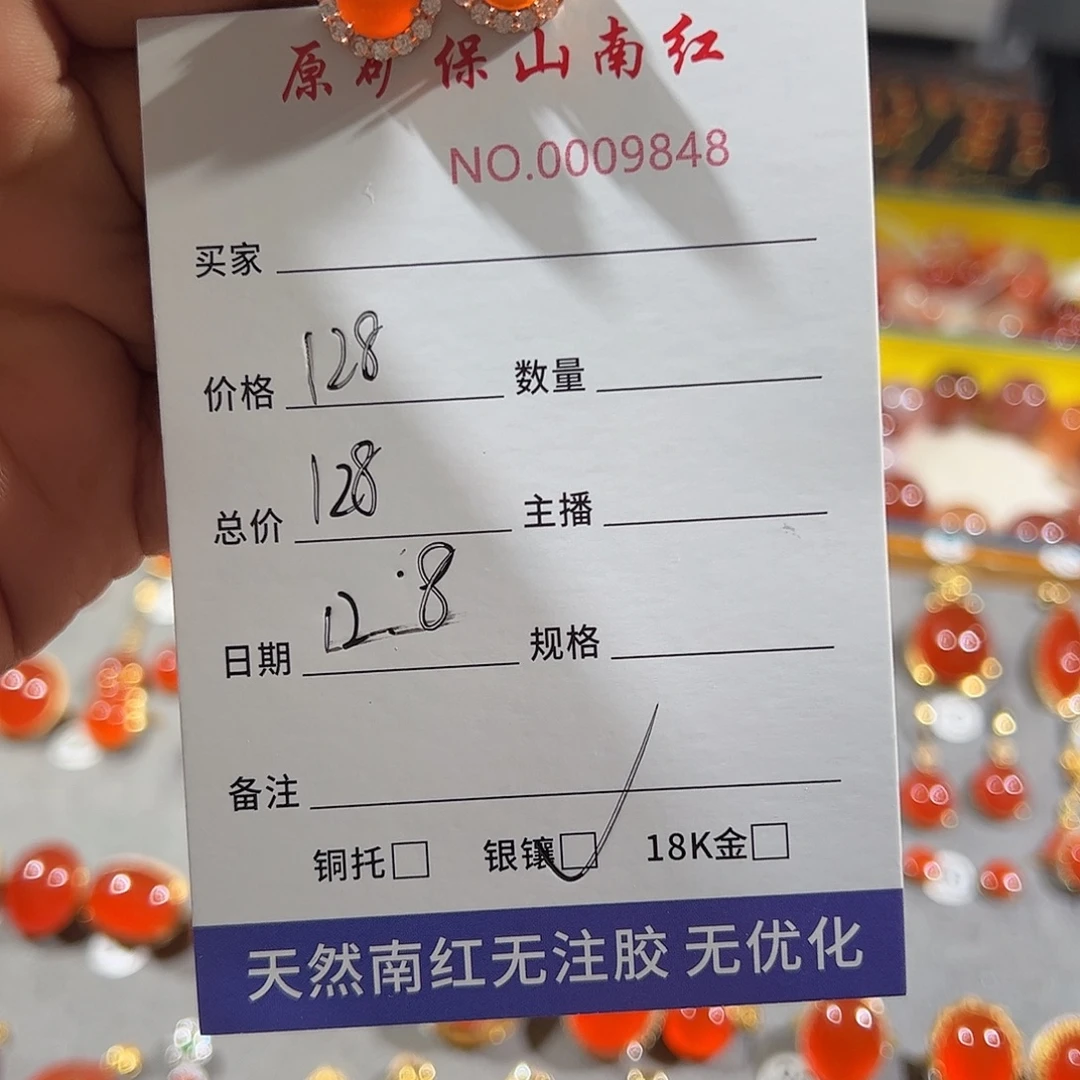 原矿保山南红
NO.0009848
买家
价格 128 数量
总价 128 主播
日期 12.8 规格
备注
铜托□ 银镶☑ 18K金□
天然南红无注胶 无优化